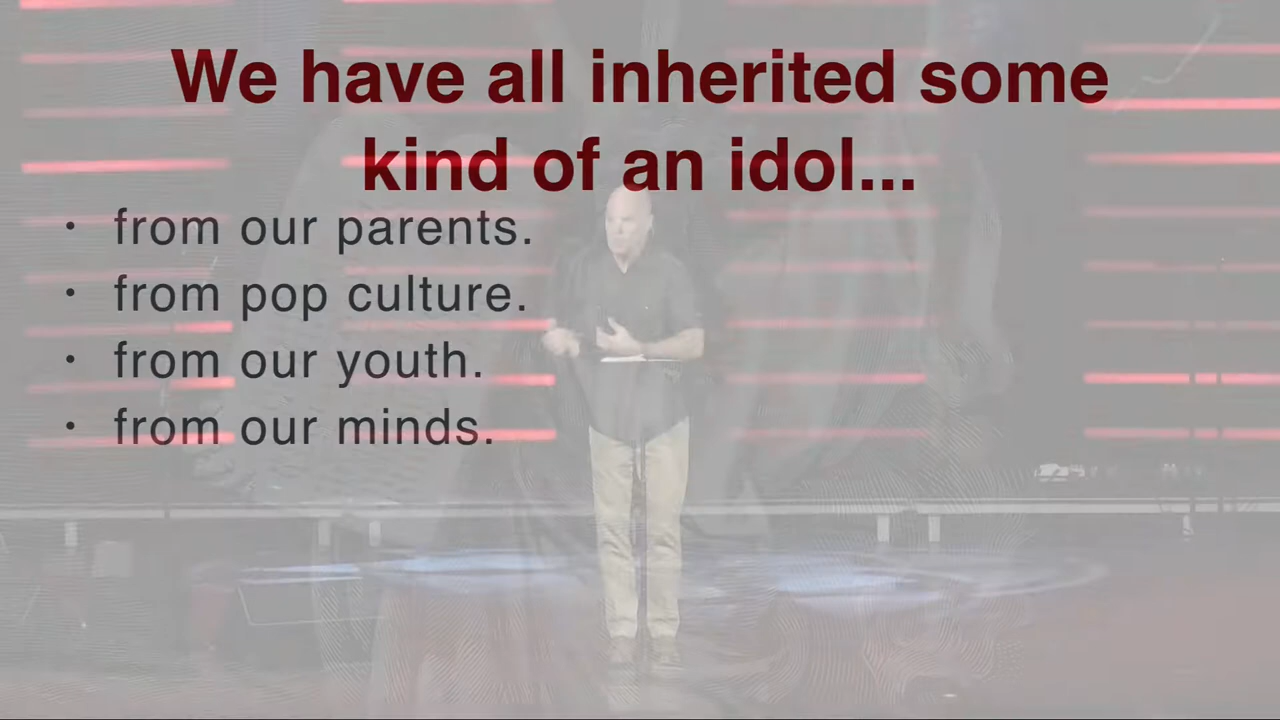 We have all inherited some
kind of an idol...
• from our parents.
• from pop culture.
• from our youth.
• from our minds.